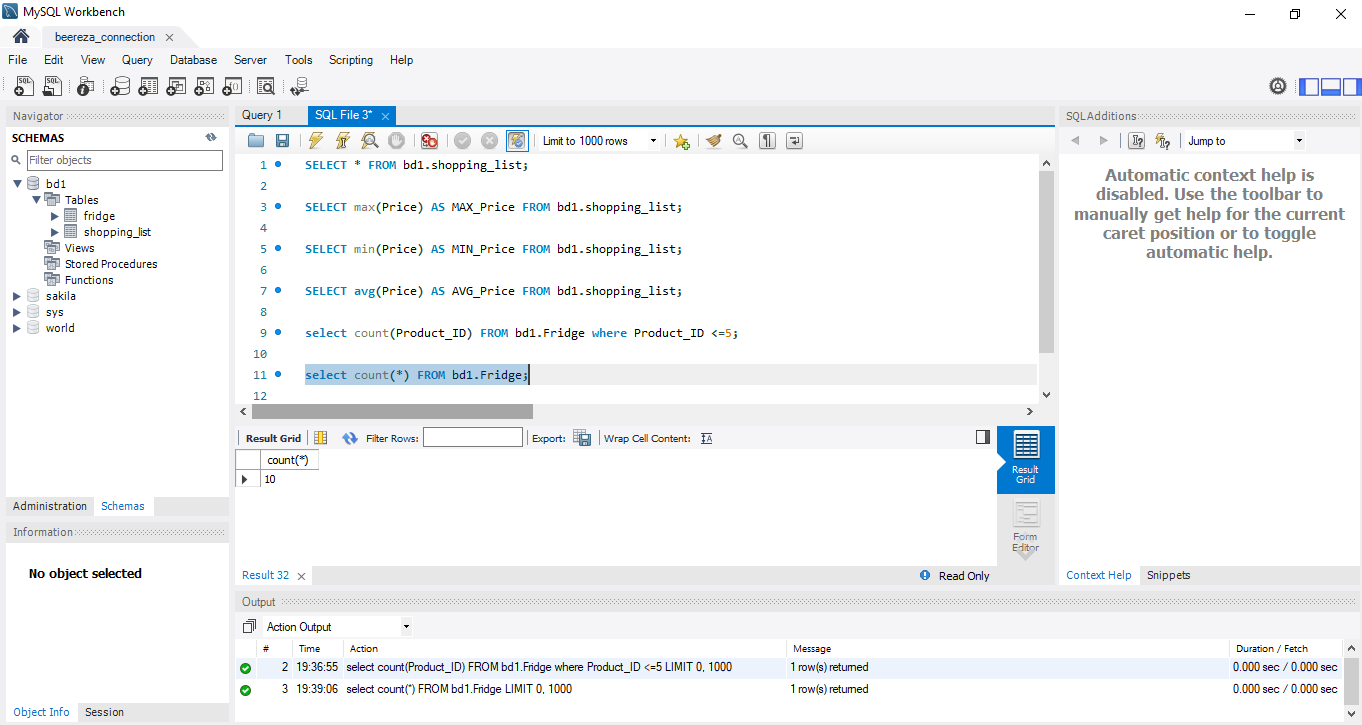 MySQL Workbench
beereza_connection
File Edit View Query Database Server Tools Scripting Help
Navigator
SCHEMAS
Filter objects
bd1
Tables
fridge
shopping_list
Views
Stored Procedures
Functions
sakila
sys
world
Administration Schemas
Information
No object selected
Object Info Session
Query 1 SQL File 3*
Limit to 1000 rows
1 SELECT * FROM bd1.shopping_list;
2
3 SELECT max(Price) AS MAX_Price FROM bd1.shopping_list;
4
5 SELECT min(Price) AS MIN_Price FROM bd1.shopping_list;
6
7 SELECT avg(Price) AS AVG_Price FROM bd1.shopping_list;
8
9 select count(Product_ID) FROM bd1.Fridge where Product_ID <=5;
10
11 select count(*) FROM bd1.Fridge;
12
Result Grid Filter Rows: Export: Wrap Cell Content:
count(*)
10
Result
Grid
Form
Editor
Result 32 Read Only
SQLAdditions
Jump to
Automatic context help is
disabled. Use the toolbar to
manually get help for the current
caret position or to toggle
automatic help.
Context Help Snippets
Output
Action Output
# Time Action Message Duration / Fetch
2 19:36:55 select count(Product_ID) FROM bd1.Fridge where Product_ID <=5 LIMIT 0, 1000 1 row(s) returned 0.000 sec / 0.000 sec
3 19:39:06 select count(*) FROM bd1.Fridge LIMIT 0, 1000 1 row(s) returned 0.000 sec / 0.000 sec